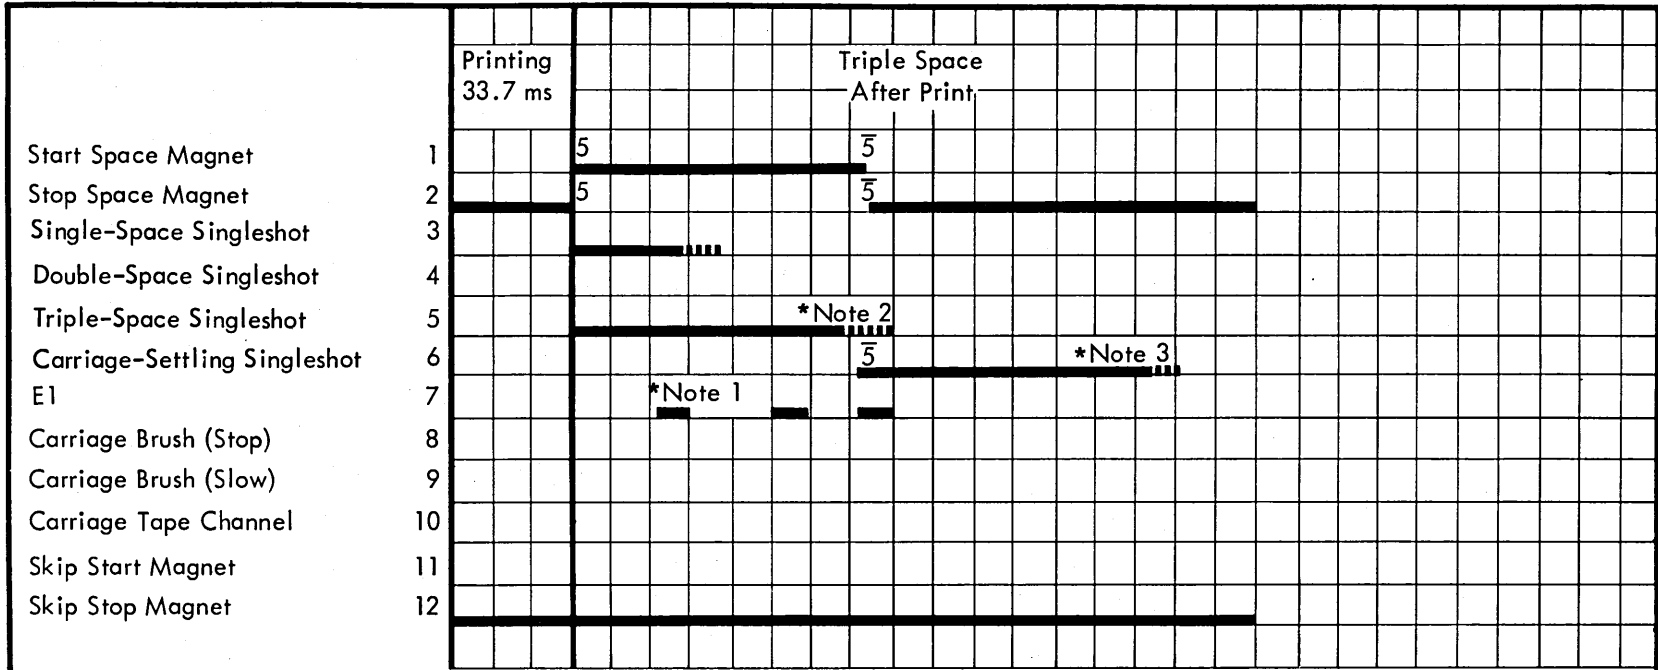 Printing
33.7 ms
Triple Space
After Print
Start Space Magnet 1 5 5̅
Stop Space Magnet 2 5 5̅
Single-Space Singleshot 3
Double-Space Singleshot 4
Triple-Space Singleshot 5 *Note 2
Carriage-Settling Singleshot 6 5̅ *Note 3
E1 7 *Note 1
Carriage Brush (Stop) 8
Carriage Brush (Slow) 9
Carriage Tape Channel 10
Skip Start Magnet 11
Skip Stop Magnet 12